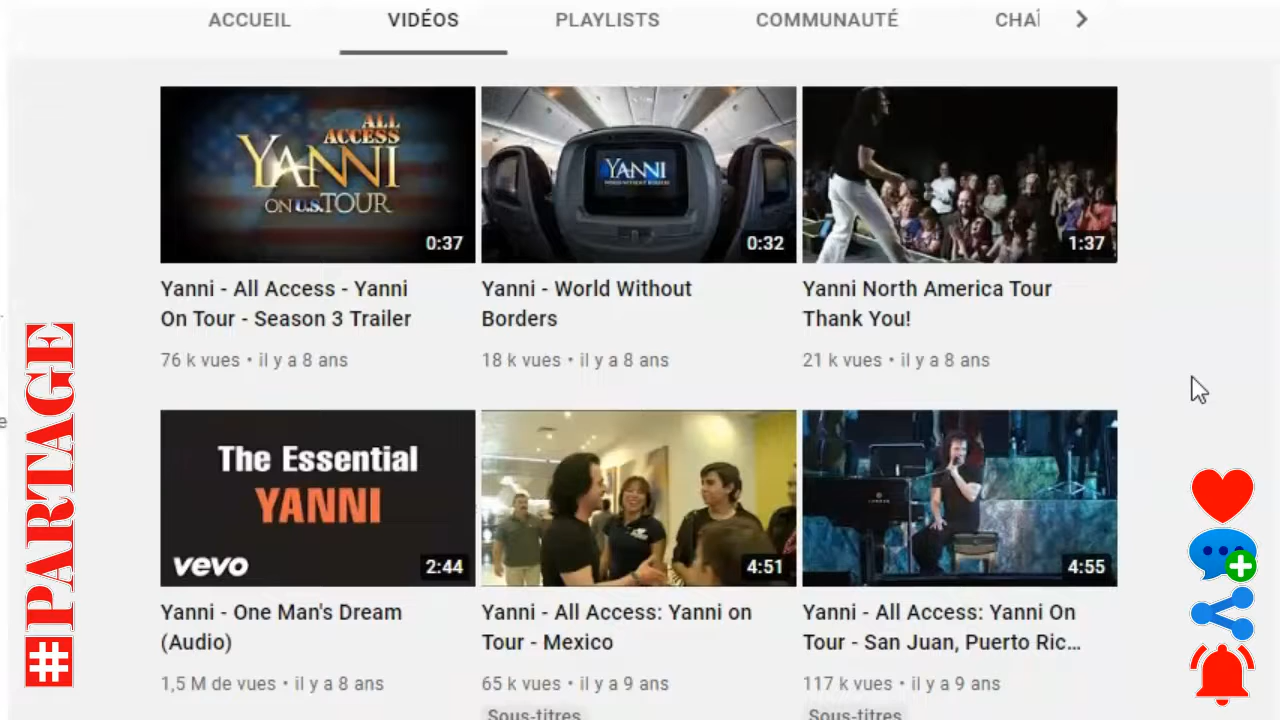 ACCUEIL
VIDÉOS
PLAYLISTS
COMMUNAUTÉ
CHAÎ
ALL
ACCESS
YANNI
ON U.S. TOUR
0:37
YANNI
WORLD WITHOUT BORDERS
0:32
1:37
Yanni - All Access - Yanni
On Tour - Season 3 Trailer
76 k vues • il y a 8 ans
Yanni - World Without
Borders
18 k vues • il y a 8 ans
Yanni North America Tour
Thank You!
21 k vues • il y a 8 ans
The Essential
YANNI
vevo
2:44
4:51
4:55
Yanni - One Man's Dream
(Audio)
1,5 M de vues • il y a 8 ans
Yanni - All Access: Yanni on
Tour - Mexico
65 k vues • il y a 9 ans
Sous-titres
Yanni - All Access: Yanni On
Tour - San Juan, Puerto Ric...
117 k vues • il y a 9 ans
Sous-titres
#PARTAGE